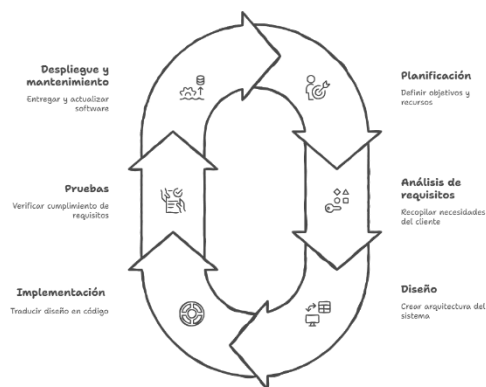 Despliegue y
mantenimiento
Entregar y actualizar
software
Planificación
Definir objetivos y
recursos
Pruebas
Verificar cumplimiento de
requisitos
Análisis de
requisitos
Recopilar necesidades
del cliente
Implementación
Traducir diseño en código
Diseño
Crear arquitectura del
sistema